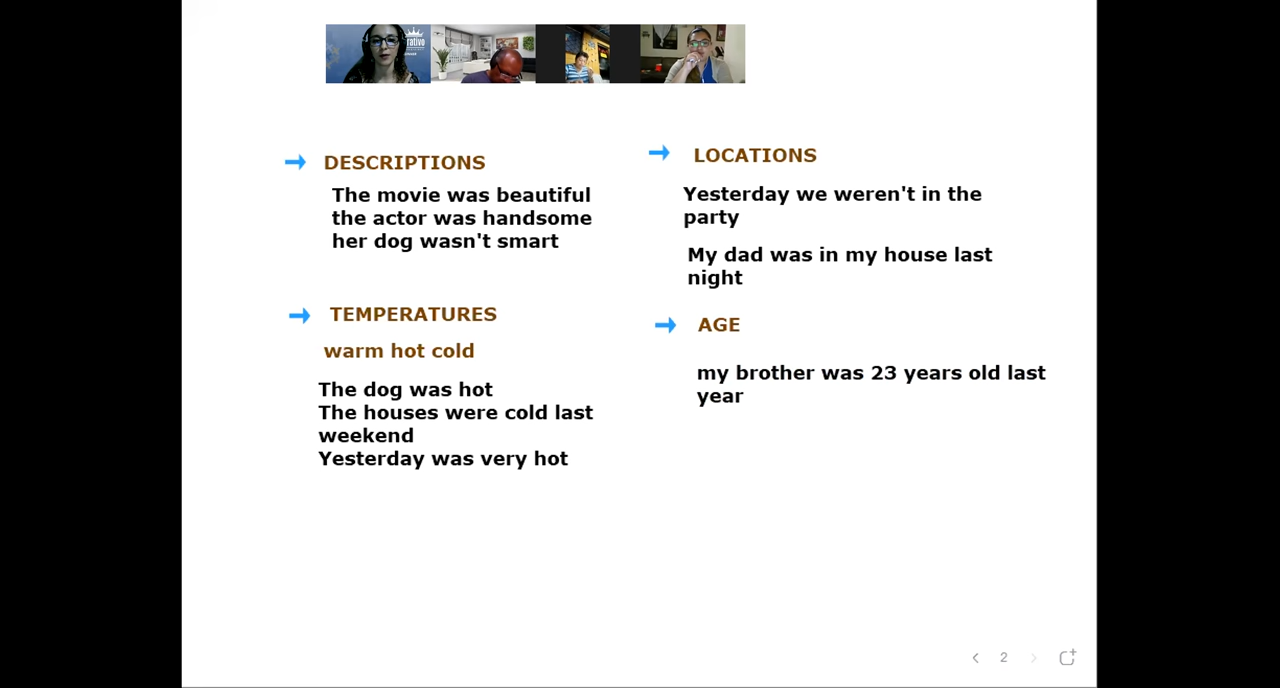 rativo
DESCRIPTIONS
The movie was beautiful
the actor was handsome
her dog wasn't smart
LOCATIONS
Yesterday we weren't in the
party
My dad was in my house last
night
TEMPERATURES
warm hot cold
The dog was hot
The houses were cold last
weekend
Yesterday was very hot
AGE
my brother was 23 years old last
year
2